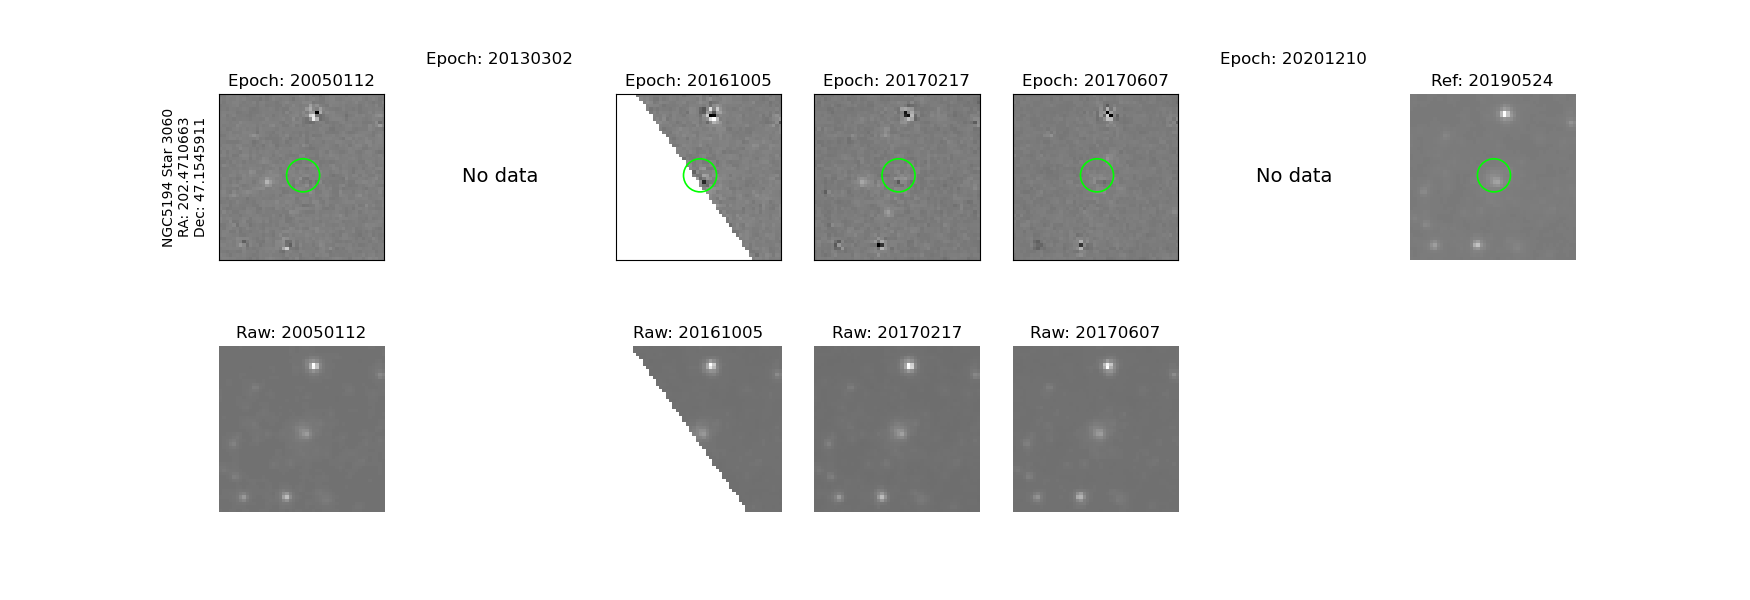 Epoch: 20130302
Epoch: 20201210
Epoch: 20050112
Epoch: 20161005
Epoch: 20170217
Epoch: 20170607
Ref: 20190524
NGC5194 Star 3060
RA: 202.4710663
Dec: 47.1545911
No data
No data
Raw: 20050112
Raw: 20161005
Raw: 20170217
Raw: 20170607